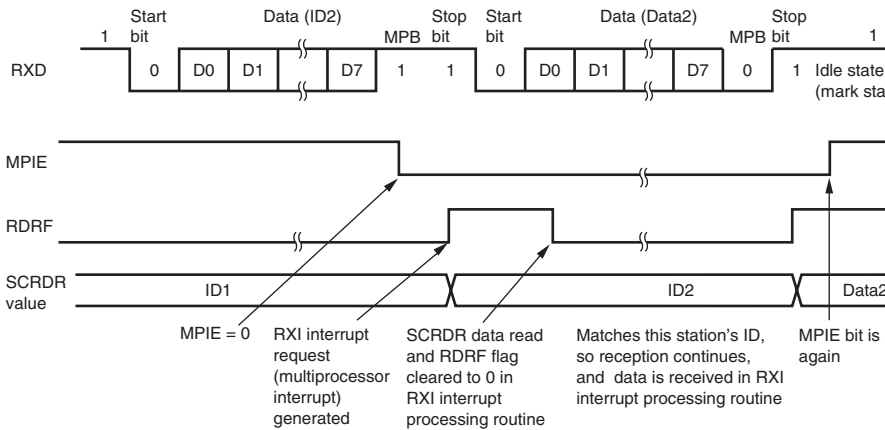 Start Data (ID2) Stop Start Data (Data2) Stop
1 bit MPB bit bit MPB bit 1
RXD 0 D0 D1 D7 1 1 0 D0 D1 D7 0 1 Idle state
(mark sta
MPIE
RDRF
SCRDR
value
ID1 ID2 Data2
MPIE = 0
RXI interrupt
request
(multiprocessor
interrupt)
generated
SCRDR data read
and RDRF flag
cleared to 0 in
RXI interrupt
processing routine
Matches this station's ID,
so reception continues,
and data is received in RXI
interrupt processing routine
MPIE bit is
again